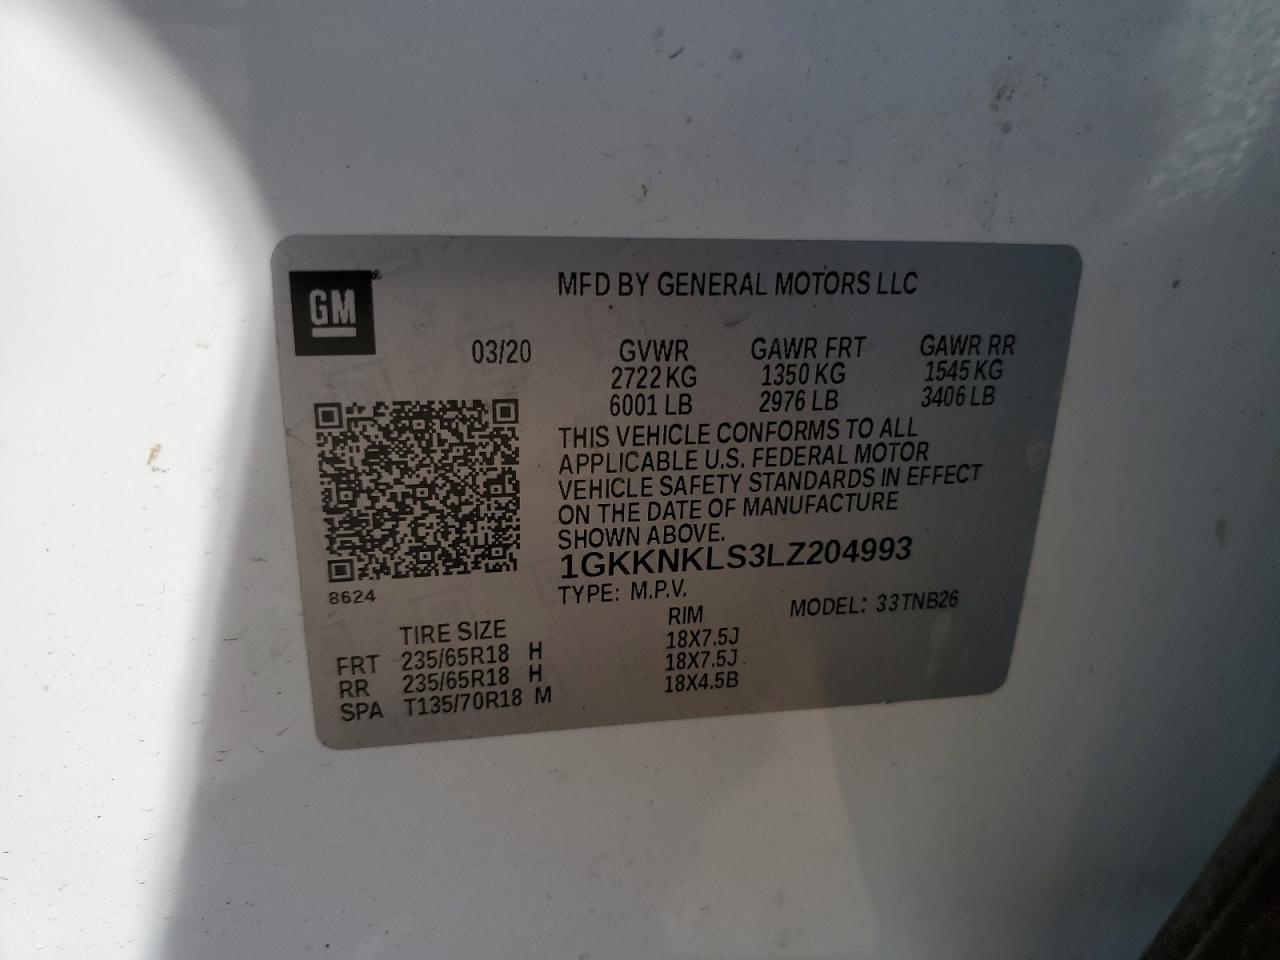 GM
MFD BY GENERAL MOTORS LLC
03/20 GVWR GAWR FRT GAWR RR
2722 KG 1350 KG 1545 KG
6001 LB 2976 LB 3406 LB
THIS VEHICLE CONFORMS TO ALL
APPLICABLE U.S. FEDERAL MOTOR
VEHICLE SAFETY STANDARDS IN EFFECT
ON THE DATE OF MANUFACTURE
SHOWN ABOVE.
1GKKNKLS3LZ204993
8624
TYPE: M.P.V. MODEL: 33TNB26
TIRE SIZE RIM
FRT 235/65R18 H 18X7.5J
RR 235/65R18 H 18X7.5J
SPA T135/70R18 M 18X4.5B